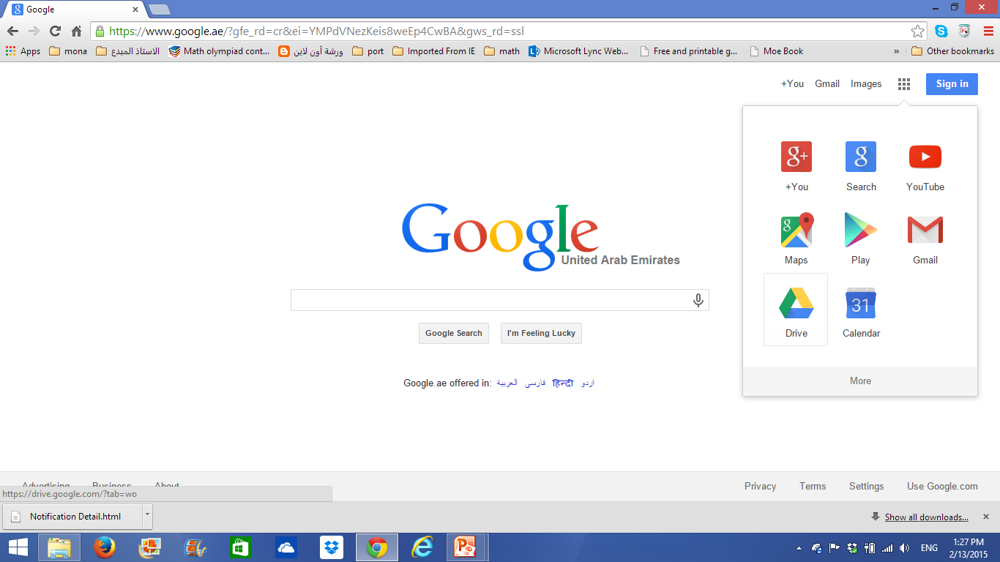 Google
https://www.google.ae/?gfe_rd=cr&ei=YMPdVNezKeis8weEp4CwBA&gws_rd=ssl
Apps mona الاستاذ المبدع Math olympiad cont... ورشة أون لاين port Imported From IE math Microsoft Lync Web... Free and printable g... Moe Book » Other bookmarks
+You Gmail Images Sign in
g+ g
+You Search YouTube
g
Maps Play Gmail
31
Drive Calendar
More
Google
United Arab Emirates
Google Search I'm Feeling Lucky
Google.ae offered in: العربية فارسی हिन्दी اردو
Advertising Business About Privacy Terms Settings Use Google.com
https://drive.google.com/?tab=wo
Notification Detail.html Show all downloads...
ENG 1:27 PM
2/13/2015